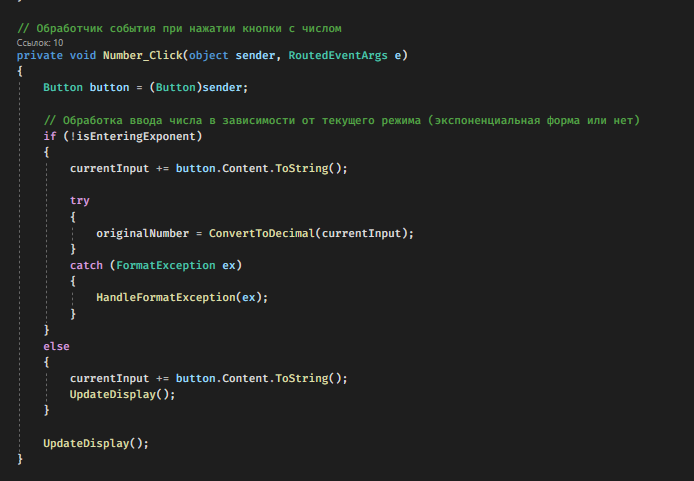 }
// Обработчик события при нажатии кнопки с числом
Ссылок: 10
private void Number_Click(object sender, RoutedEventArgs e)
{
Button button = (Button)sender;
// Обработка ввода числа в зависимости от текущего режима (экспоненциальная форма или нет)
if (!isEnteringExponent)
{
currentInput += button.Content.ToString();
try
{
originalNumber = ConvertToDecimal(currentInput);
}
catch (FormatException ex)
{
HandleFormatException(ex);
}
}
else
{
currentInput += button.Content.ToString();
UpdateDisplay();
}
UpdateDisplay();
}